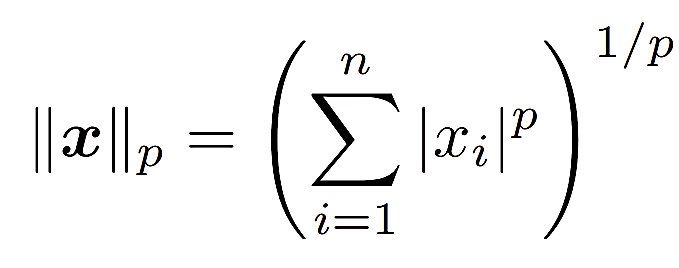 ‖x‖_p = ( ∑_{i=1}^{n} |x_i|^p )^{1/p}